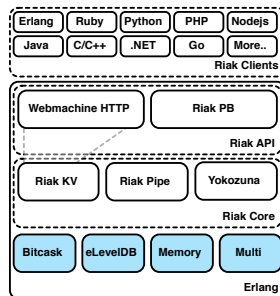 Erlang Ruby Python PHP Nodejs
Java C/C++ .NET Go More..
Riak Clients
Webmachine HTTP Riak PB
Riak API
Riak KV Riak Pipe Yokozuna
Riak Core
Bitcask eLevelDB Memory Multi
Erlang